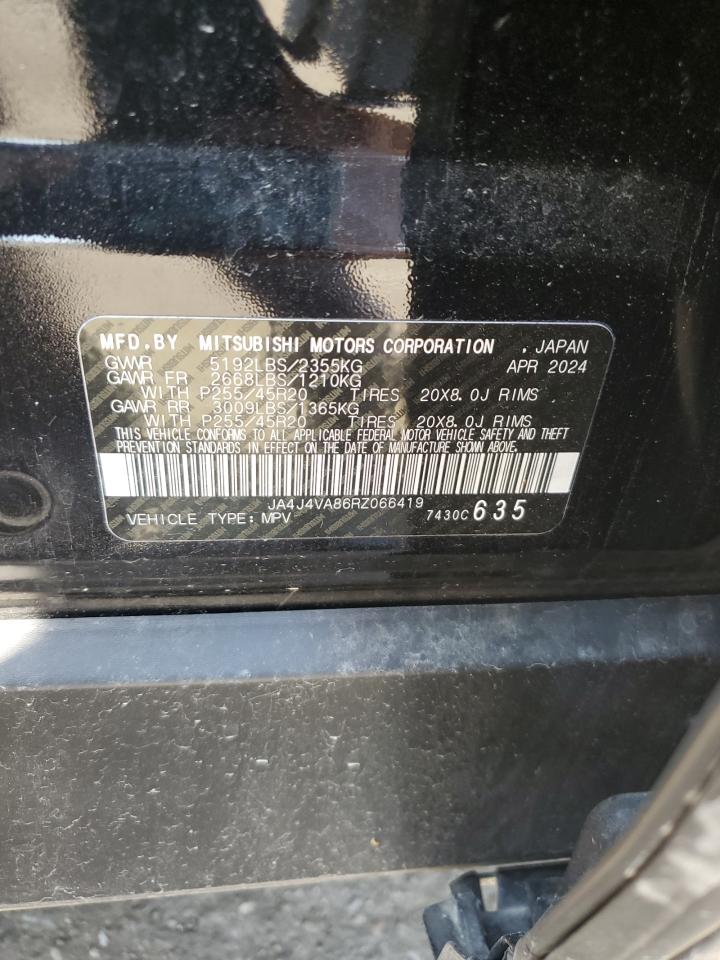 MFD.BY MITSUBISHI MOTORS CORPORATION , JAPAN
GVWR 5192LBS/2355KG APR 2024
GAWR FR 2668LBS/1210KG
WITH P255/45R20 TIRES 20X8.0J RIMS
GAWR RR 3009LBS/1365KG
WITH P255/45R20 TIRES 20X8.0J RIMS
THIS VEHICLE CONFORMS TO ALL APPLICABLE FEDERAL MOTOR VEHICLE SAFETY AND THEFT
PREVENTION STANDARDS IN EFFECT ON THE DATE OF MANUFACTURE SHOWN ABOVE.
JA4J4VA86RZ066419
VEHICLE TYPE:MPV 7430C 635